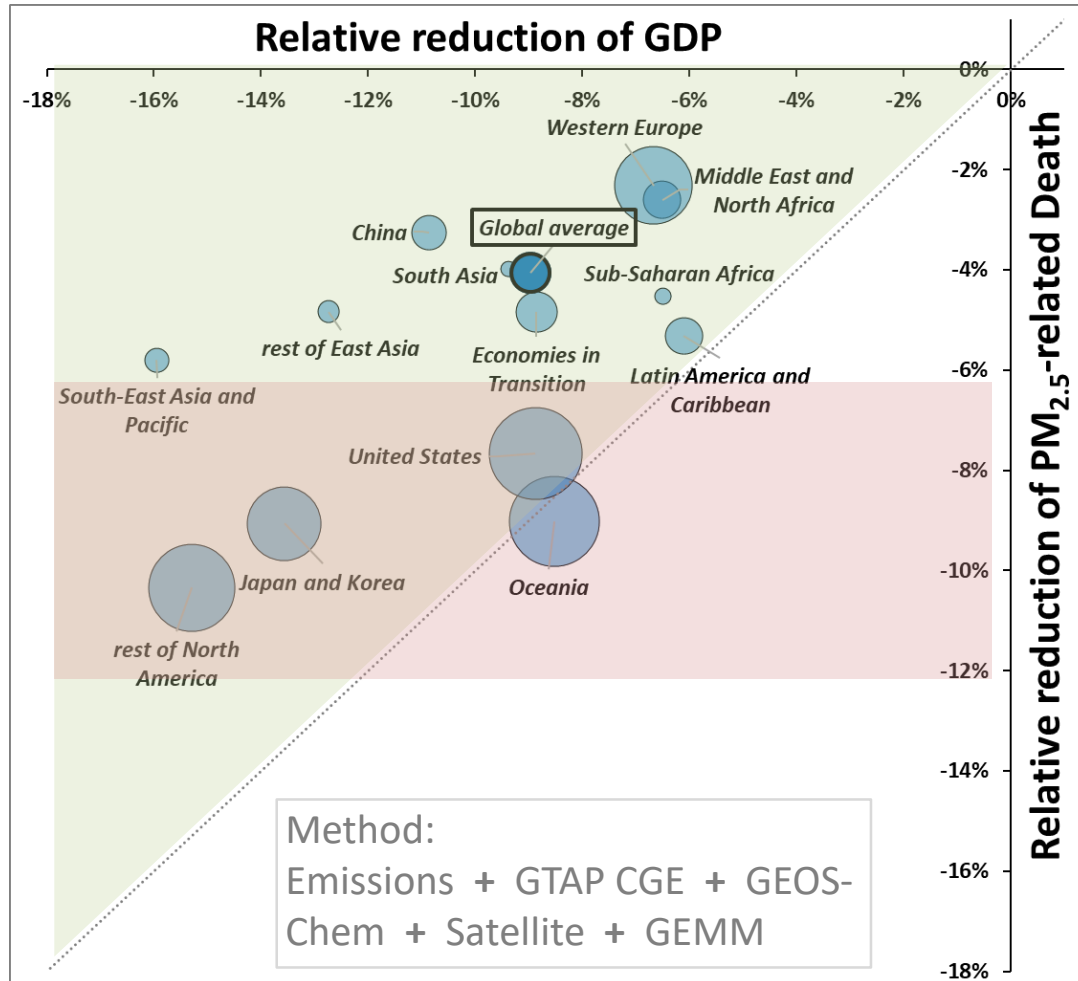 Relative reduction of GDP
0%
-18%
-16%
-14%
-12%
-10%
-8%
-6%
-4%
-2%
0%
Western Europe
-2%
Middle East and
North Africa
China
Global average
South Asia
Sub-Saharan Africa
-4%
rest of East Asia
Economies in
Transition
Latin America and
Caribbean
-6%
South-East Asia and
Pacific
United States
-8%
Japan and Korea
Oceania
-10%
rest of North
America
-12%
-14%
-16%
-18%
Relative reduction of PM2.5-related Death
Method:
Emissions + GTAP CGE + GEOS-
Chem + Satellite + GEMM